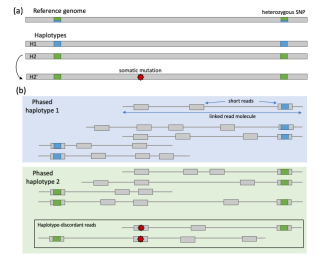 (a)
Reference genome
heterozygous SNP
Haplotypes
H1
H2
somatic mutation
H2'
(b)
Phased haplotype 1
short reads
linked read molecule
Phased haplotype 2
Haplotype-discordant reads